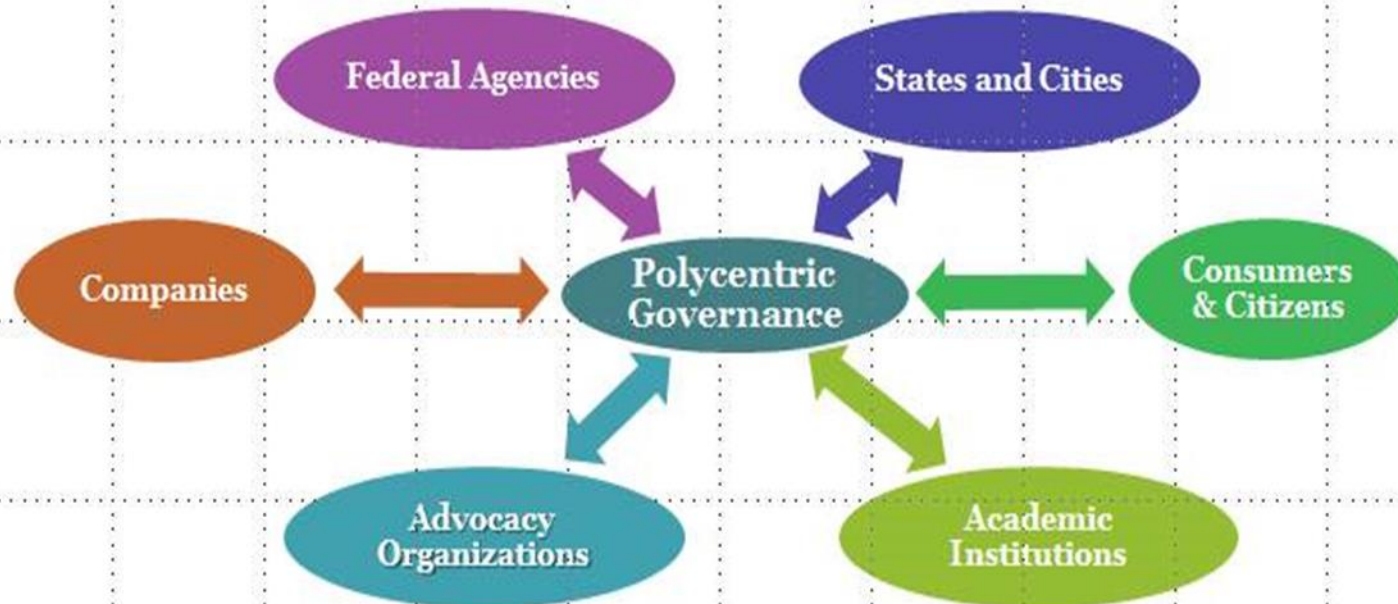 Federal Agencies
States and Cities
Companies
Polycentric
Governance
Consumers
& Citizens
Advocacy
Organizations
Academic
Institutions